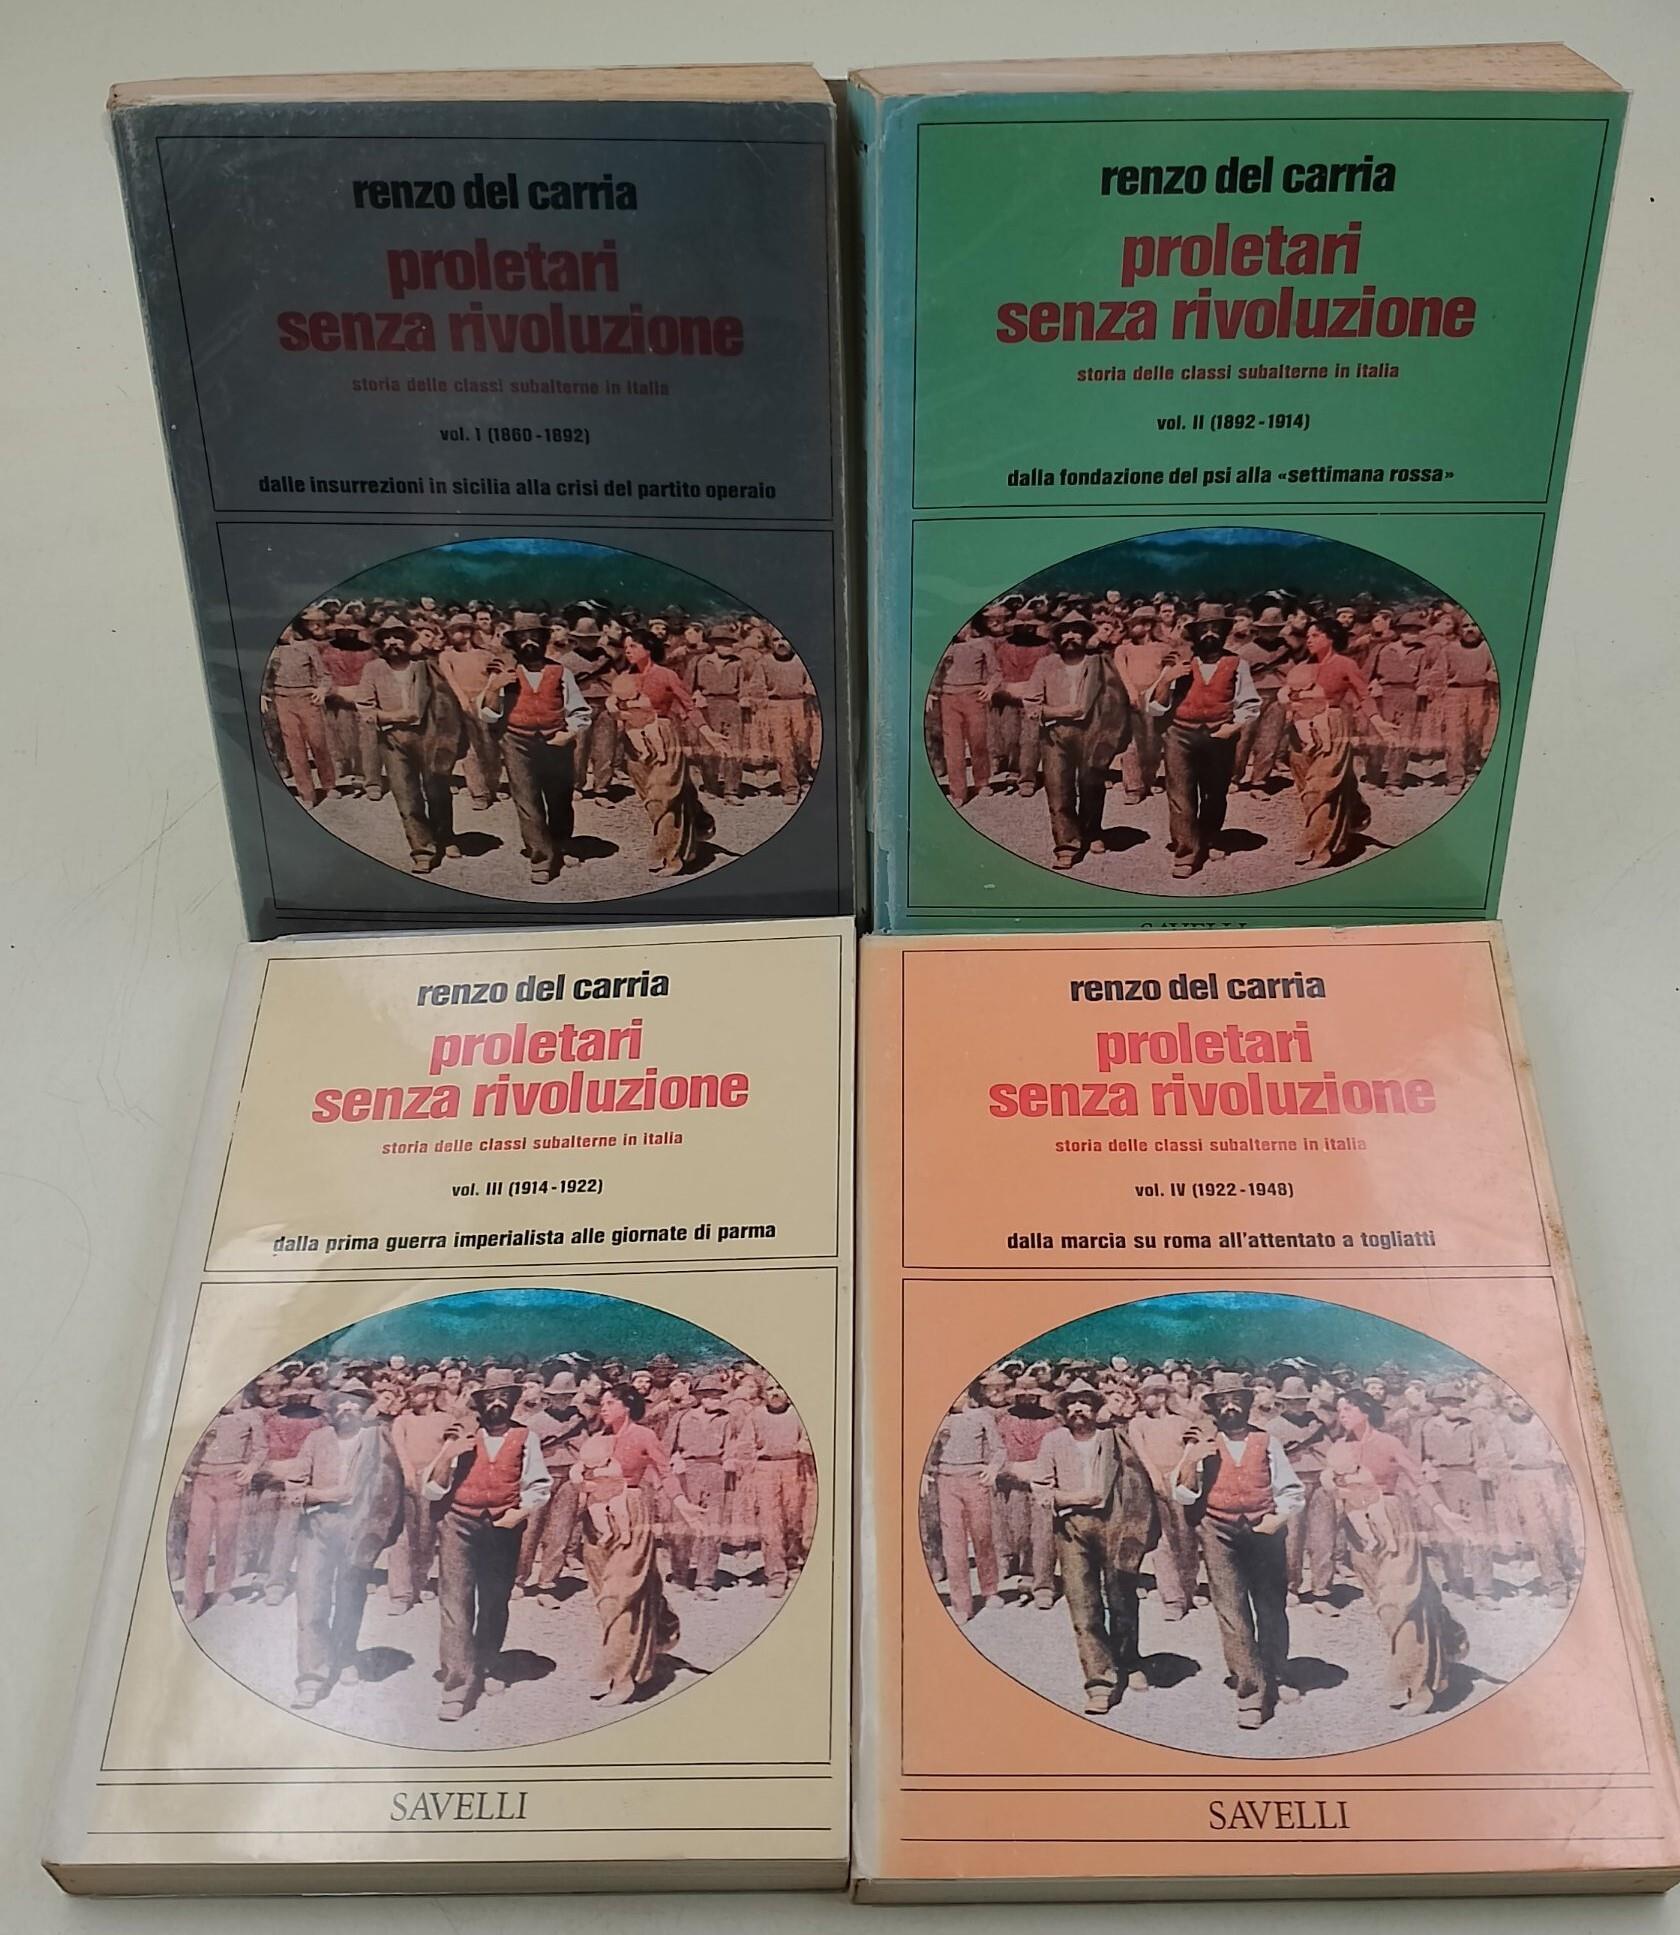 renzo del carria
proletari
senza rivoluzione
storia delle classi subalterne in italia
vol. I (1860-1892)
dalle insurrezioni in sicilia alla crisi del partito operaio
renzo del carria
proletari
senza rivoluzione
storia delle classi subalterne in italia
vol. II (1892-1914)
dalla fondazione del psi alla «settimana rossa»
SAVELLI
renzo del carria
proletari
senza rivoluzione
storia delle classi subalterne in italia
vol. III (1914-1922)
dalla prima guerra imperialista alle giornate di parma
SAVELLI
renzo del carria
proletari
senza rivoluzione
storia delle classi subalterne in italia
vol. IV (1922-1948)
dalla marcia su roma all'attentato a togliatti
SAVELLI